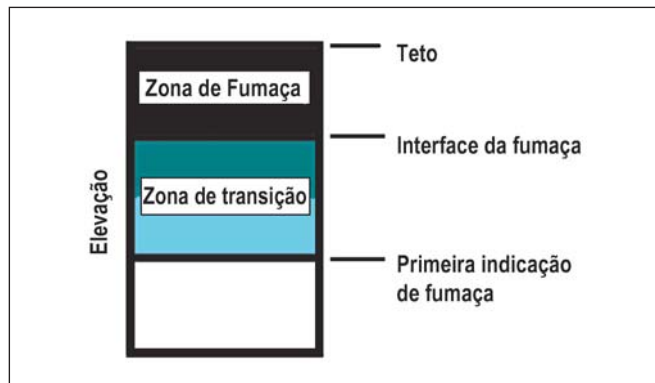 Teto
Zona de Fumaça
Interface da fumaça
Elevação
Zona de transição
Primeira indicação
de fumaça